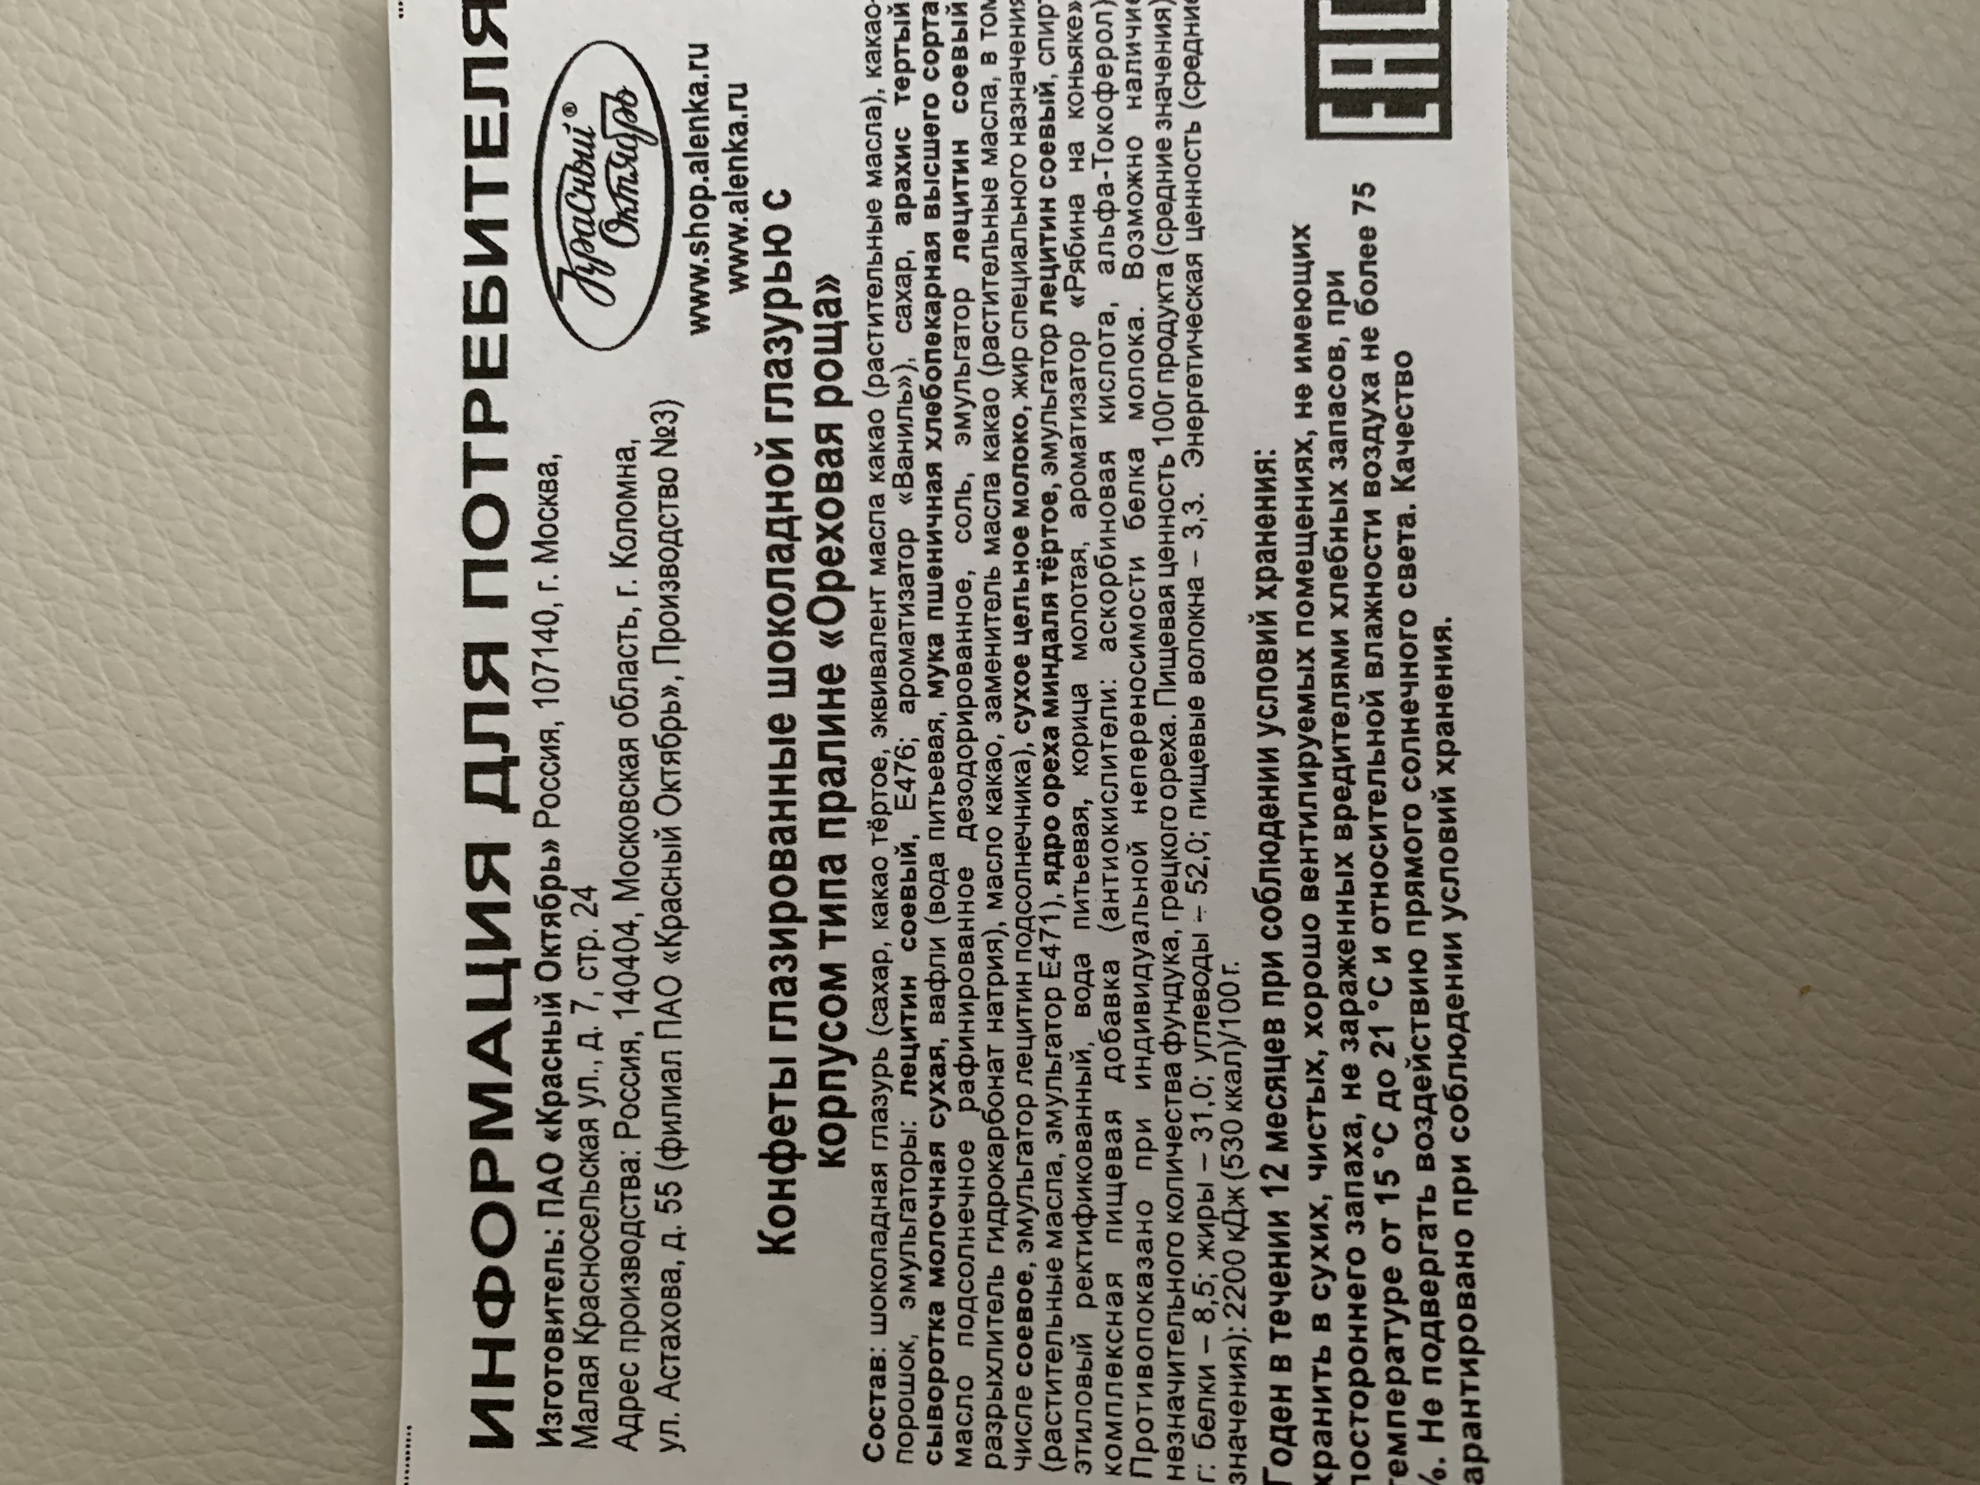 ИНФОРМАЦИЯ ДЛЯ ПОТРЕБИТЕЛЯ
Изготовитель: ПАО «Красный Октябрь» Россия, 107140, г. Москва,
Малая Красносельская ул., д. 7, стр. 24
Адрес производства: Россия, 140404, Московская область, г. Коломна,
ул. Астахова, д. 55 (филиал ПАО «Красный Октябрь», Производство №3)
Красный®
Октябрь
www.shop.alenka.ru
www.alenka.ru
Конфеты глазированные шоколадной глазурью с
корпусом типа пралине «Ореховая роща»
Состав: шоколадная глазурь (сахар, какао тёртое, эквивалент масла какао (растительные масла), какао-
порошок, эмульгаторы: лецитин соевый, Е476; ароматизатор «Ваниль»), сахар, арахис тертый
сыворотка молочная сухая, вафли (вода питьевая, мука пшеничная хлебопекарная высшего сорта
масло подсолнечное рафинированное дезодорированное, соль, эмульгатор лецитин соевый
разрыхлитель гидрокарбонат натрия), масло какао, заменитель масла какао (растительные масла, в том
числе соевое, эмульгатор лецитин подсолнечника), сухое цельное молоко, жир специального назначения
(растительные масла, эмульгатор Е471), ядро ореха миндаля тёртое, эмульгатор лецитин соевый, спирт
этиловый ректификованный, вода питьевая, корица молотая, ароматизатор «Рябина на коньяке»
комплексная пищевая добавка (антиокислители: аскорбиновая кислота, альфа-Токоферол)
Противопоказано при индивидуальной непереносимости белка молока. Возможно наличие
незначительного количества фундука, грецкого ореха. Пищевая ценность 100г продукта (средние значения)
г: белки – 8,5; жиры – 31,0; углеводы – 52,0; пищевые волокна – 3,3. Энергетическая ценность (средние
значения): 2200 кДж (530 ккал)/100 г.
Годен в течении 12 месяцев при соблюдении условий хранения:
хранить в сухих, чистых, хорошо вентилируемых помещениях, не имеющих
постороннего запаха, не зараженных вредителями хлебных запасов, при
температуре от 15 °С до 21 °С и относительной влажности воздуха не более 75
%. Не подвергать воздействию прямого солнечного света. Качество
гарантировано при соблюдении условий хранения.
EAC